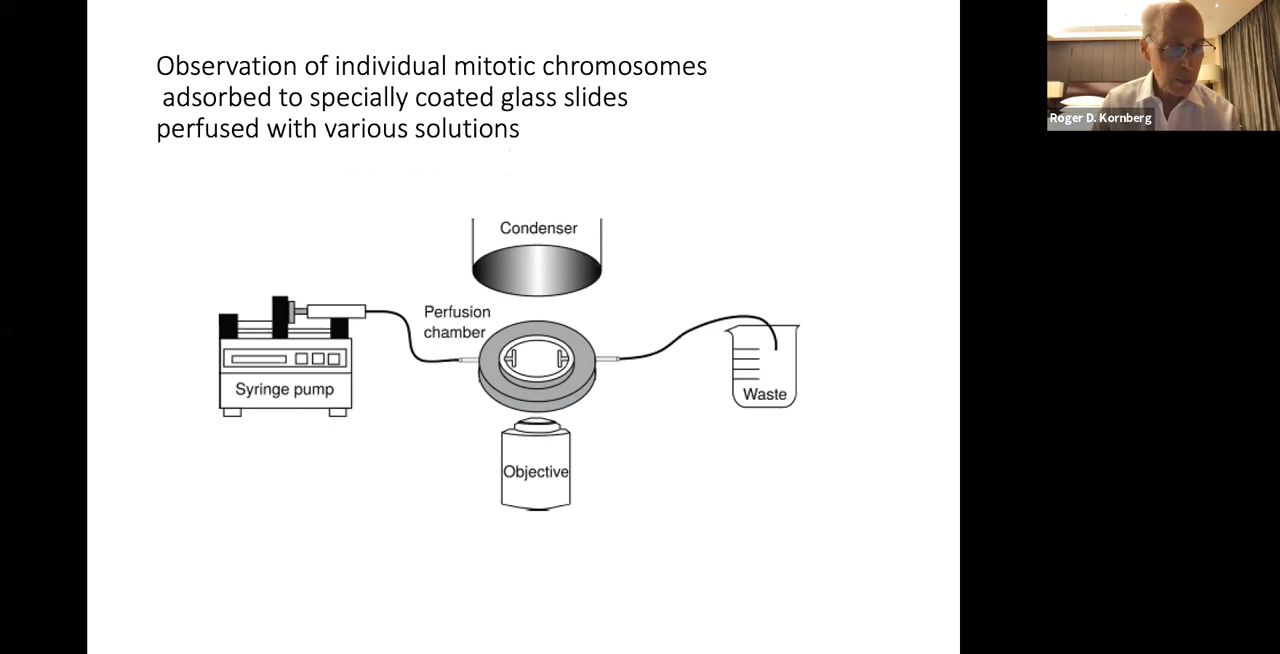 Observation of individual mitotic chromosomes
adsorbed to specially coated glass slides
perfused with various solutions
Roger D. Kornberg
Condenser
Perfusion
chamber
Syringe pump
Waste
Objective